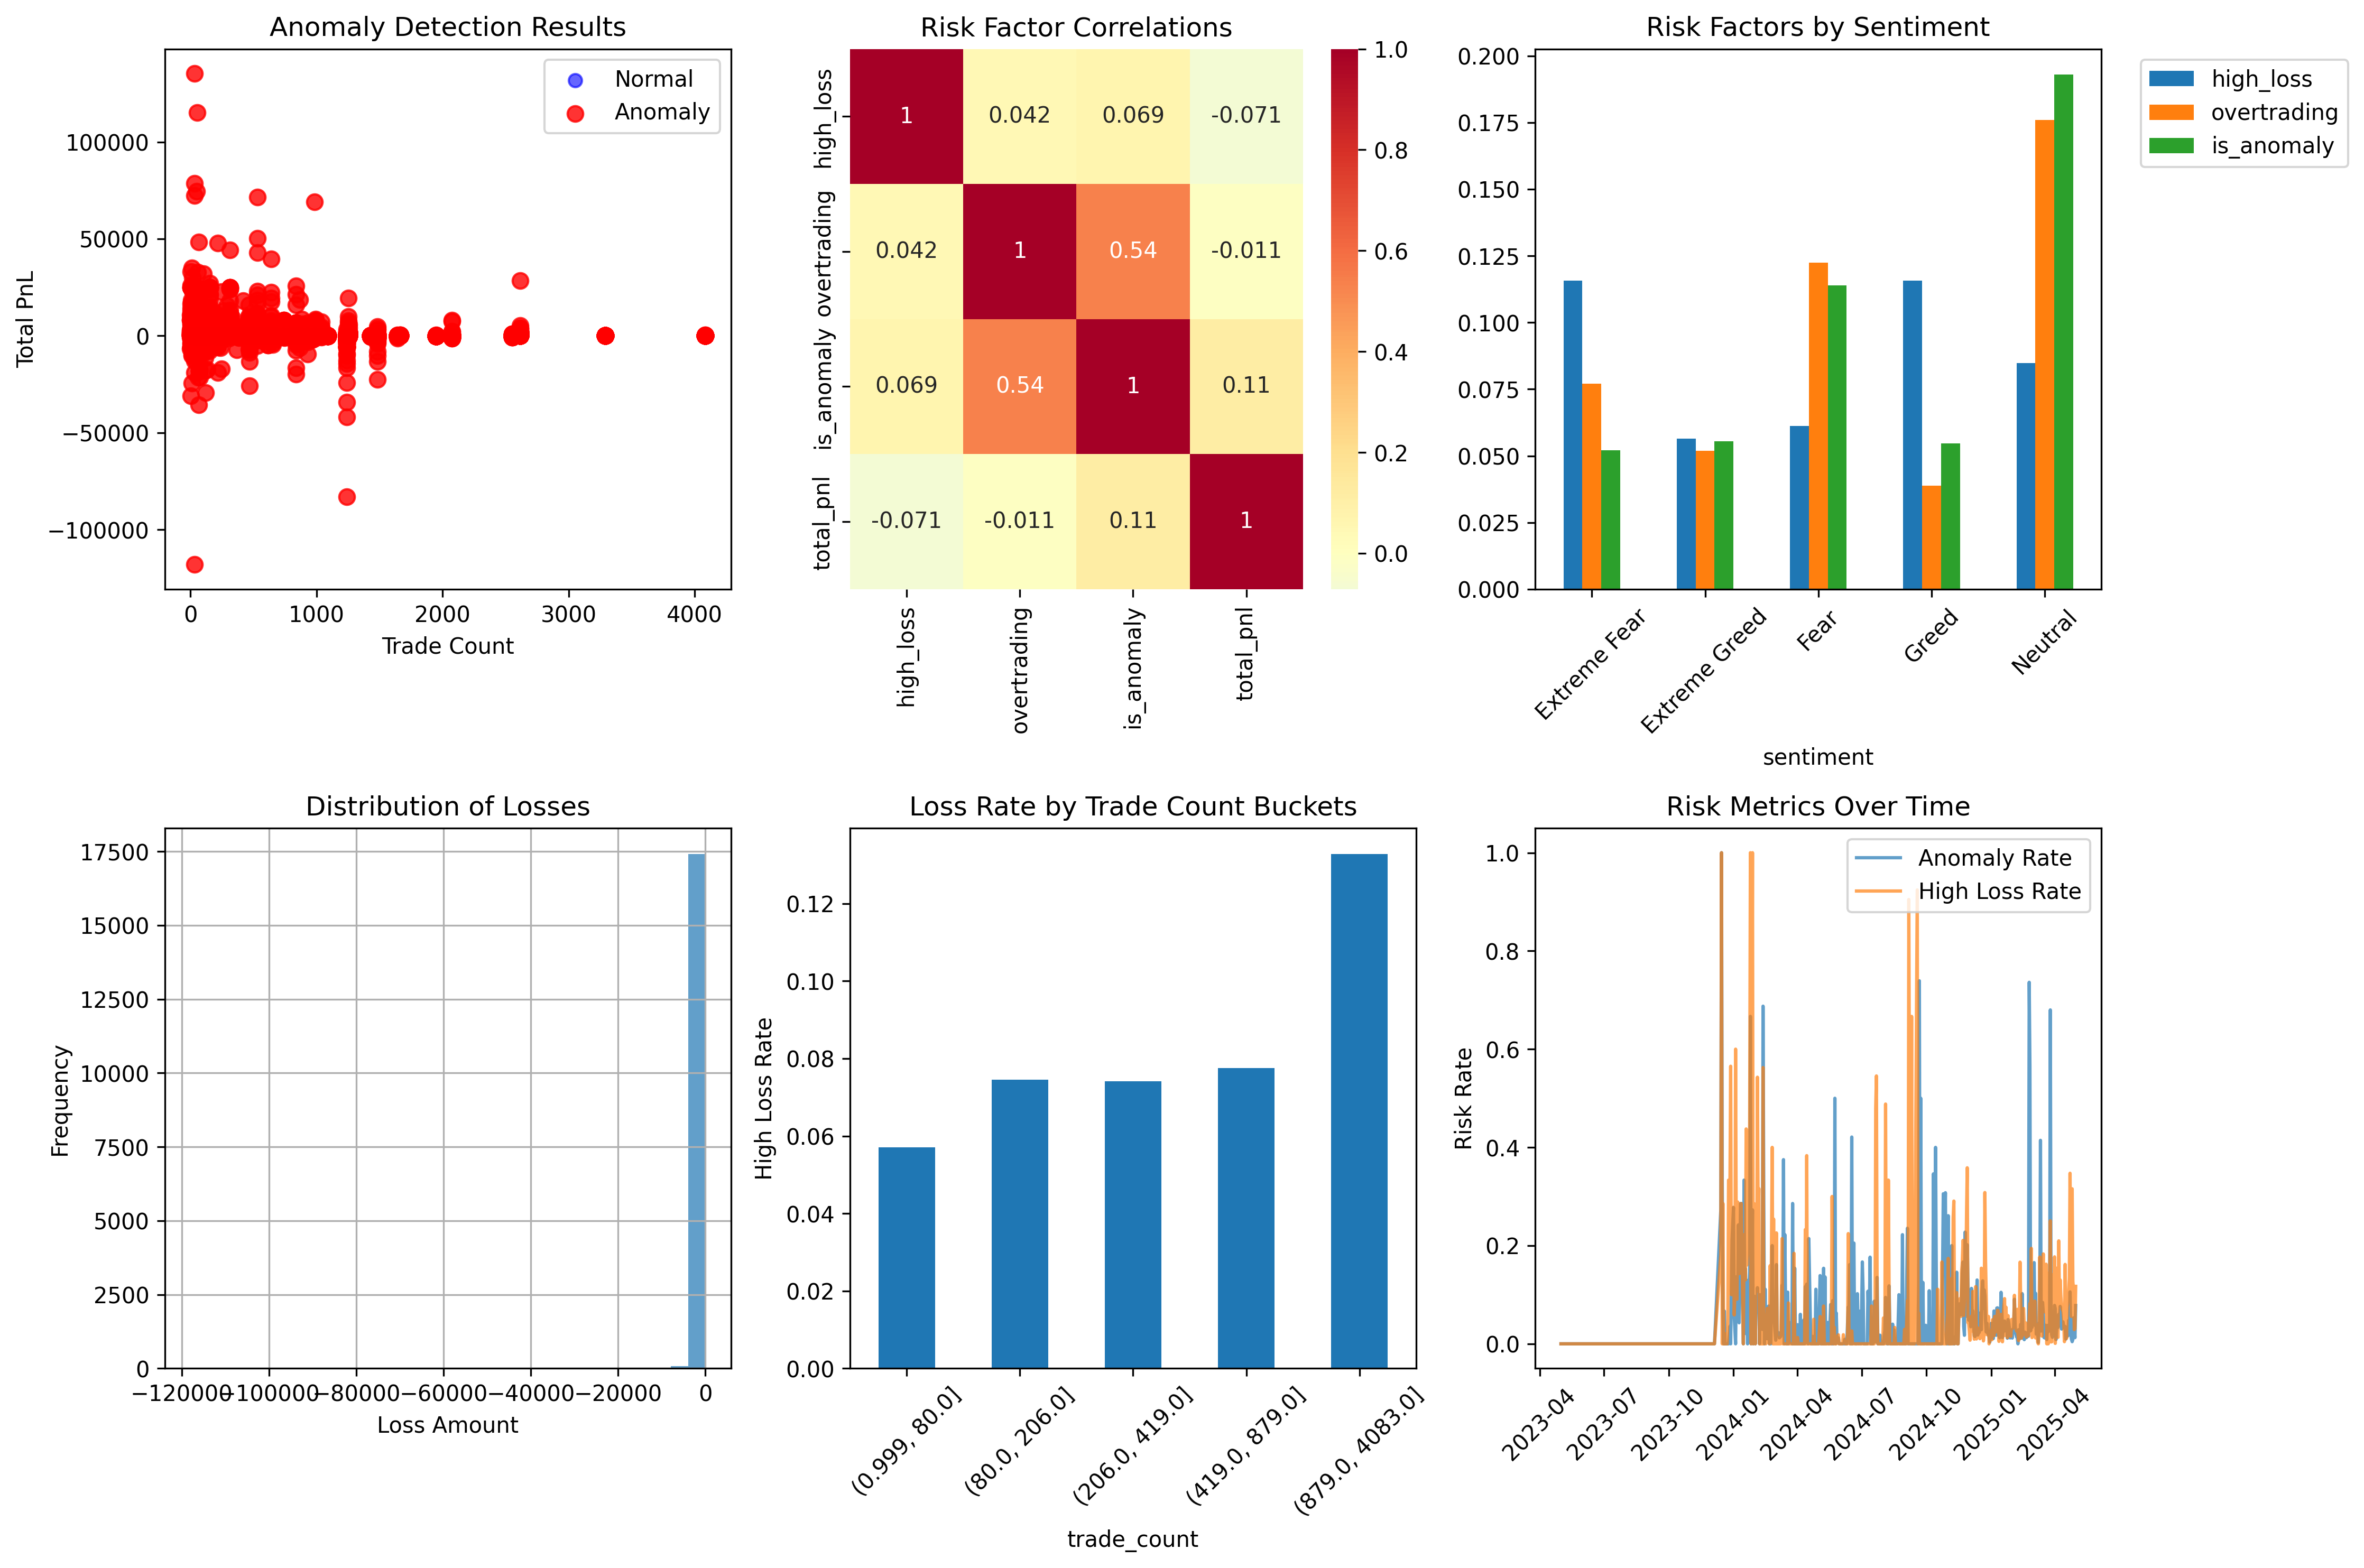 Anomaly Detection Results
Total PnL
100000
50000
0
−50000
−100000
0 1000 2000 3000 4000
Trade Count
Normal
Anomaly
Risk Factor Correlations
high_loss
overtrading
is_anomaly
total_pnl
1 0.042 0.069 -0.071
0.042 1 0.54 -0.011
0.069 0.54 1 0.11
-0.071 -0.011 0.11 1
high_loss overtrading is_anomaly total_pnl
1.0
0.8
0.6
0.4
0.2
0.0
Risk Factors by Sentiment
0.200
0.175
0.150
0.125
0.100
0.075
0.050
0.025
0.000
Extreme Fear Extreme Greed Fear Greed Neutral
sentiment
high_loss
overtrading
is_anomaly
Distribution of Losses
Frequency
17500
15000
12500
10000
7500
5000
2500
0
−120000 −100000 −80000 −60000 −40000 −20000 0
Loss Amount
Loss Rate by Trade Count Buckets
High Loss Rate
0.12
0.10
0.08
0.06
0.04
0.02
0.00
(0.999, 80.0] (80.0, 206.0] (206.0, 419.0] (419.0, 879.0] (879.0, 4083.0]
trade_count
Risk Metrics Over Time
Risk Rate
1.0
0.8
0.6
0.4
0.2
0.0
2023-04 2023-07 2023-10 2024-01 2024-04 2024-07 2024-10 2025-01 2025-04
Anomaly Rate
High Loss Rate